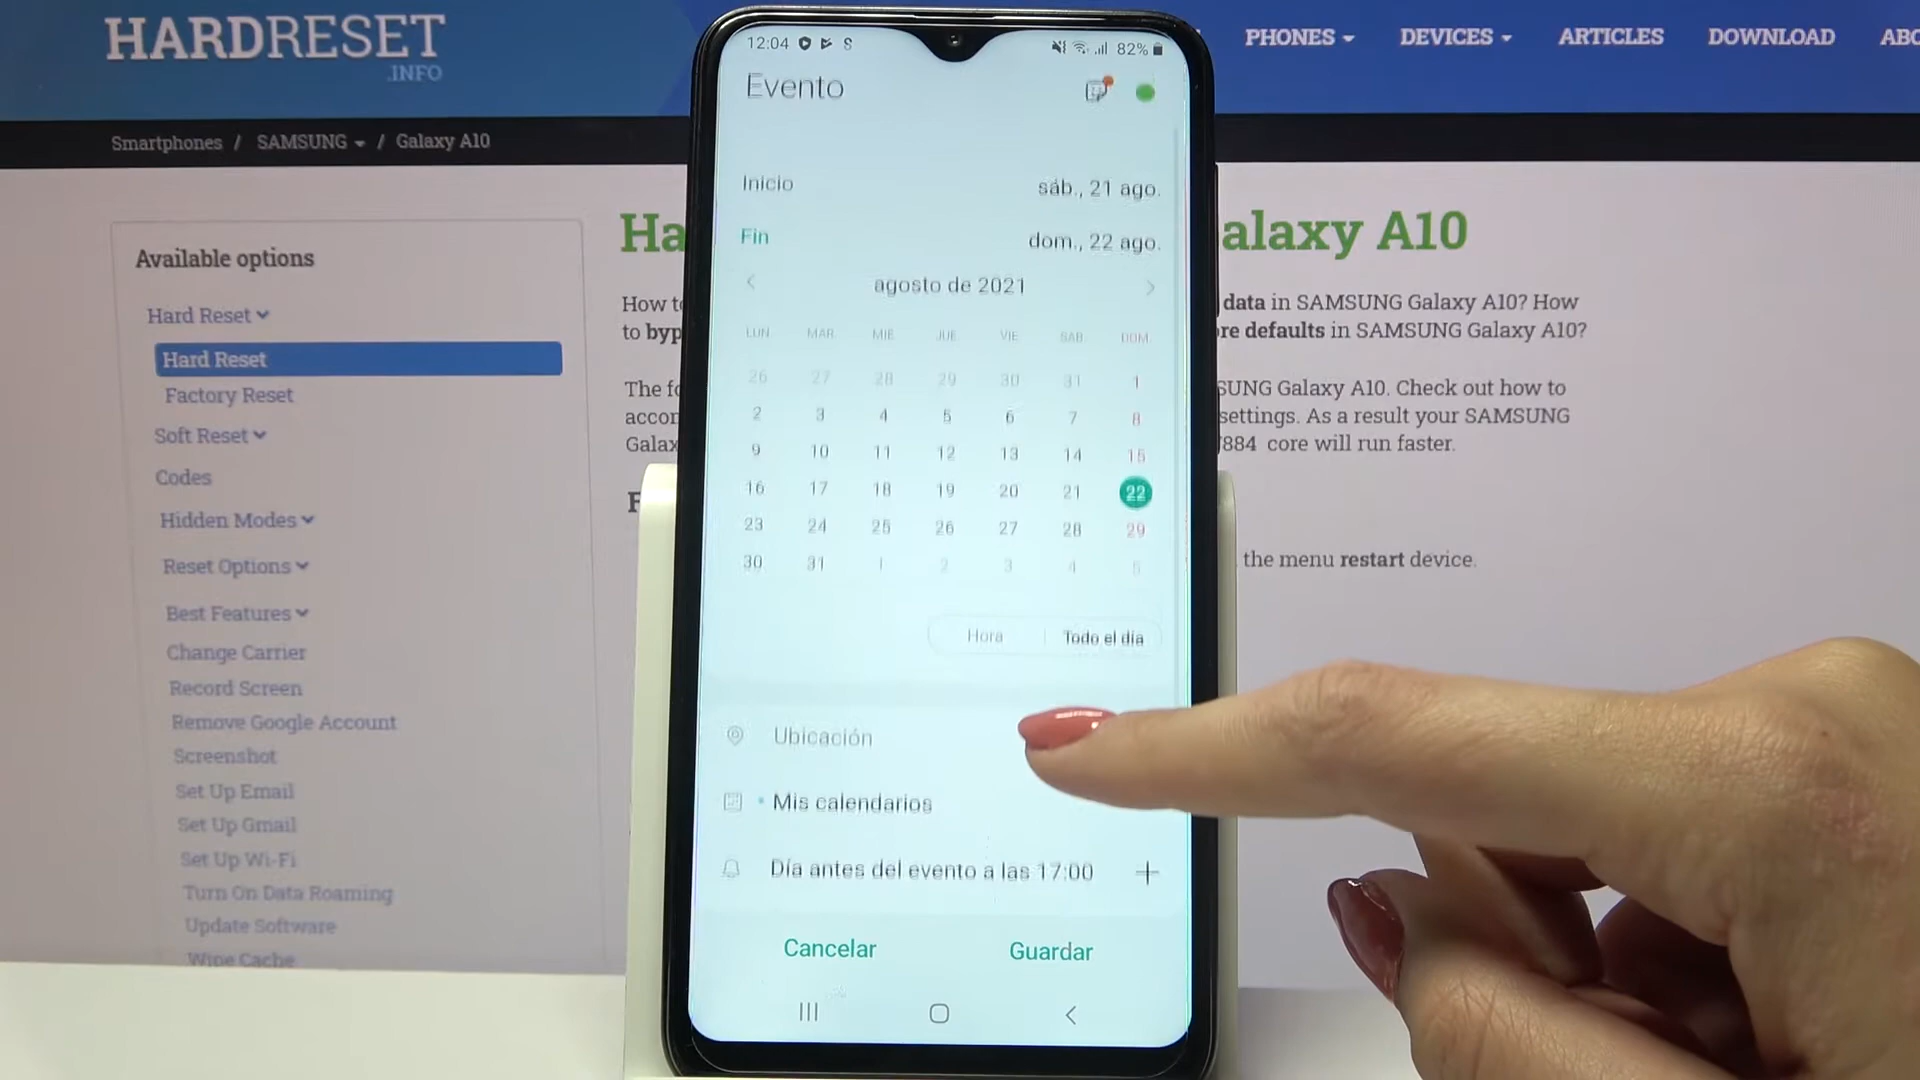 HARDRESET
.INFO
PHONES
DEVICES
ARTICLES
DOWNLOAD
Smartphones / SAMSUNG / Galaxy A10
Available options
Hard Reset
Hard Reset
Factory Reset
Soft Reset
Codes
Hidden Modes
Reset Options
Best Features
Change Carrier
Record Screen
Remove Google Account
Screenshot
Set Up Email
Set Up Gmail
Set Up Wi-Fi
Turn On Data Roaming
Update Software
Wipe Cache
alaxy A10
data in SAMSUNG Galaxy A10? How
re defaults in SAMSUNG Galaxy A10?
SUNG Galaxy A10. Check out how to
settings. As a result your SAMSUNG
884 core will run faster.
the menu restart device.
How to
to byp
12:04
82%
Evento
Inicio
sáb., 21 ago.
Fin
dom., 22 ago.
agosto de 2021
LUN. MAR. MIÉ. JUE. VIE. SÁB. DOM.
26 27 28 29 30 31 1
2 3 4 5 6 7 8
9 10 11 12 13 14 15
16 17 18 19 20 21 22
23 24 25 26 27 28 29
30 31 1 2 3 4 5
Hora
Todo el día
Ubicación
Mis calendarios
Día antes del evento a las 17:00
Cancelar
Guardar